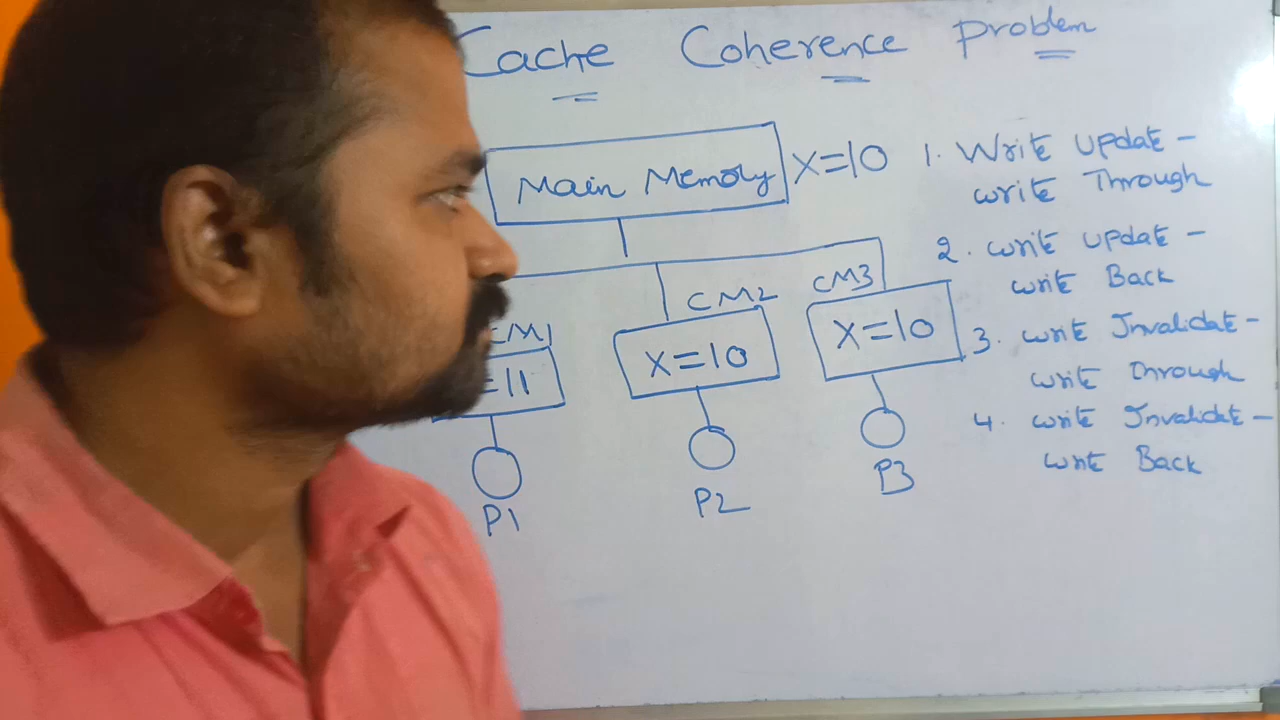 Cache Coherence Problem
Main Memory X=10
1. Write Update -
write Through
2. write update -
write Back
3. write Invalidate -
write through
4. write Invalidate -
write Back
CM1
=11
CM2
X=10
CM3
X=10
P1
P2
P3